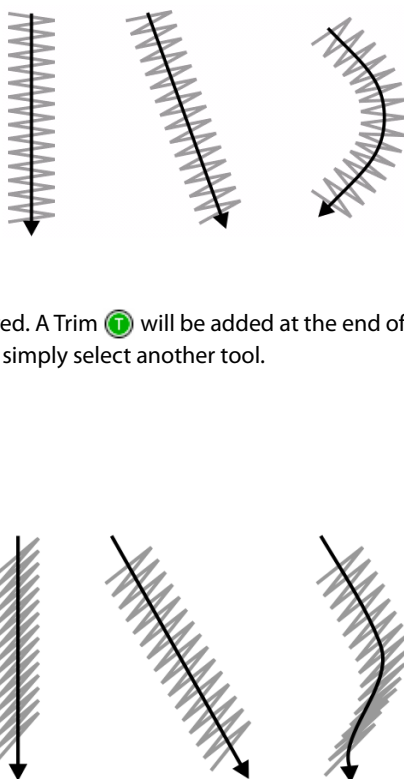 ed. A Trim T will be added at the end of
simply select another tool.